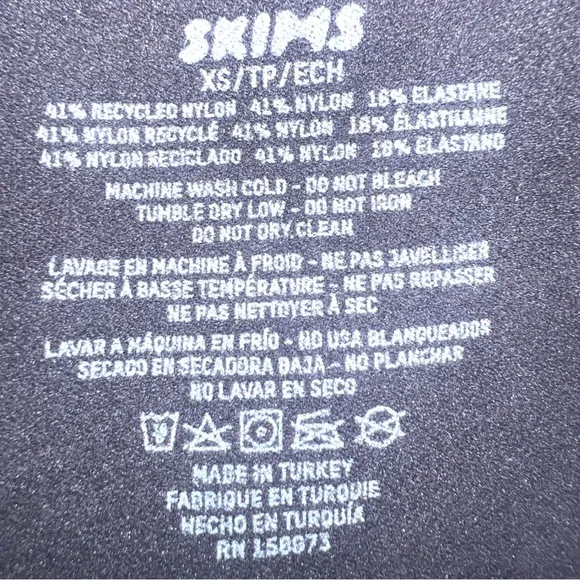 SKIMS
XS/TP/ECH
41% RECYCLED NYLON 41% NYLON 18% ELASTANE
41% NYLON RECYCLÉ 41% NYLON 18% ÉLASTHANNE
41% NYLON RECICLADO 41% NYLON 18% ELASTANO
MACHINE WASH COLD - DO NOT BLEACH
TUMBLE DRY LOW - DO NOT IRON
DO NOT DRY CLEAN
LAVAGE EN MACHINE À FROID - NE PAS JAVELLISER
SÉCHER À BASSE TEMPÉRATURE - NE PAS REPASSER
NE PAS NETTOYER À SEC
LAVAR A MÁQUINA EN FRÍO - NO USA BLANQUEADOR
SECADO EN SECADORA BAJA - NO PLANCHAR
NO LAVAR EN SECO
MADE IN TURKEY
FABRIQUE EN TURQUIE
HECHO EN TURQUÍA
RN 158873